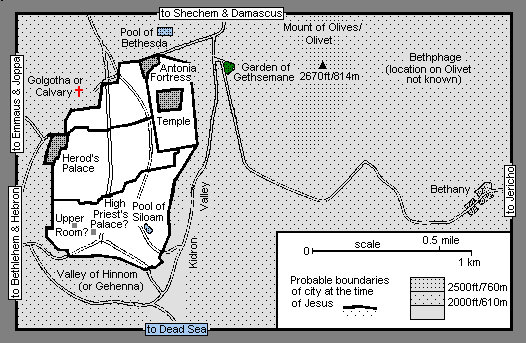 to Shechem & Damascus
Pool of
Bethesda
Mount of Olives/
Olivet
Bethphage
(location on Olivet
not known)
Antonia
Fortress
Garden of
Gethsemane
2670ft/814m
Golgotha or
Calvary
to Emmaus & Joppa
Temple
Herod's
Palace
Bethany
to Jericho
High
Priest's
Palace?
Pool of
Siloam
Upper
Room?
Kidron Valley
to Bethlehem & Hebron
Valley of Hinnom
(or Gehenna)
to Dead Sea
0 scale 0.5 mile
1 km
Probable boundaries
of city at the time
of Jesus
2500ft/760m
2000ft/610m